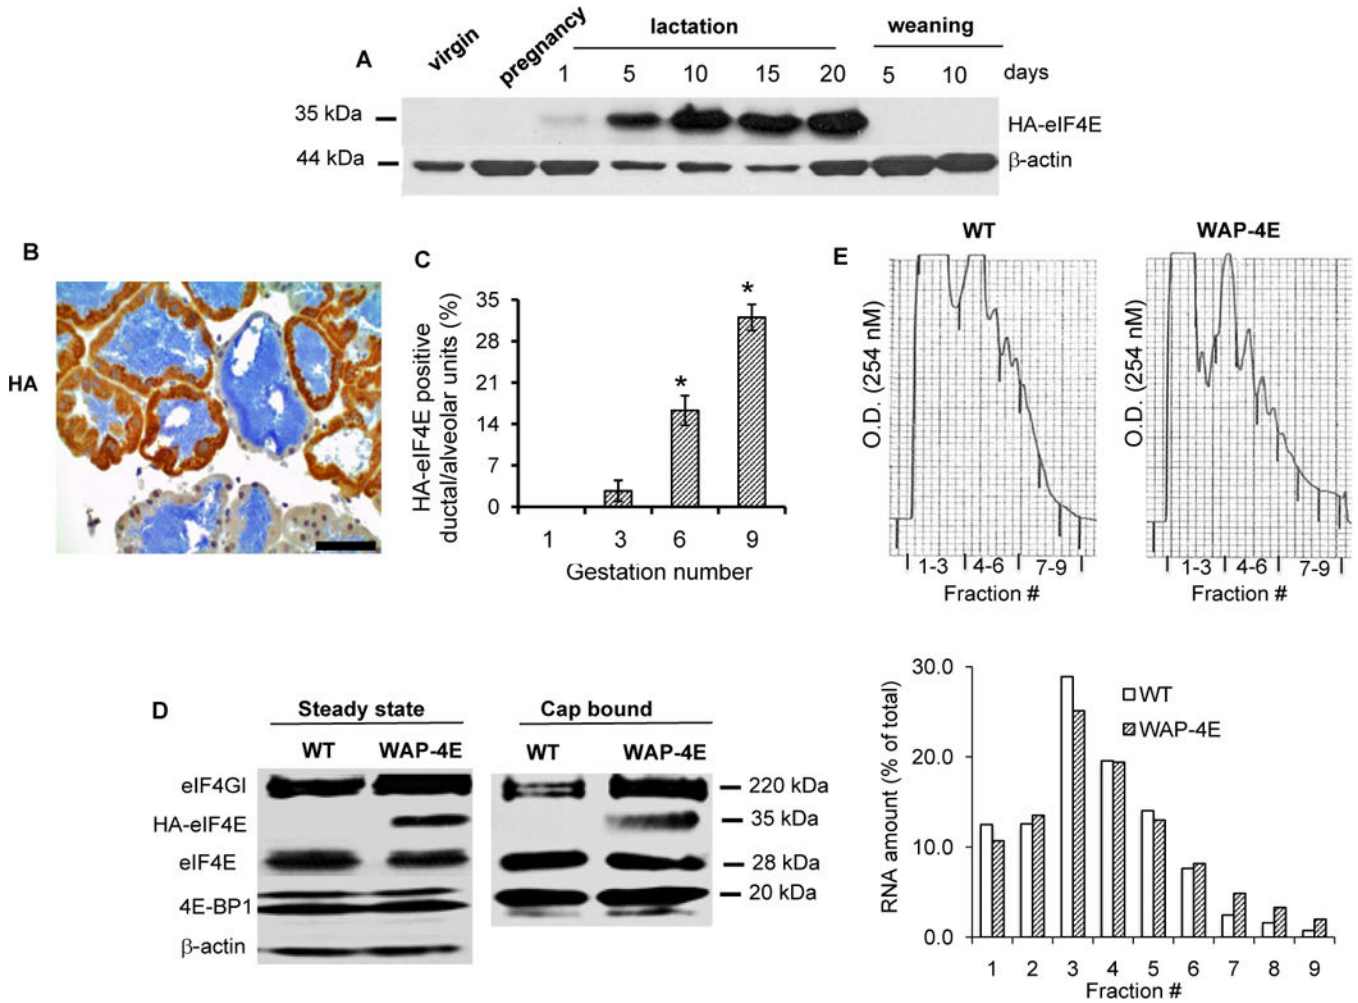 A
virgin
pregnancy
lactation
weaning
1 5 10 15 20 5 10 days
35 kDa
HA-eIF4E
44 kDa
β-actin
B
HA
C
HA-eIF4E positive
ductal/alveolar units (%)
35
28
21
14
7
0
*
*
1 3 6 9
Gestation number
E
WT
WAP-4E
O.D. (254 nM)
O.D. (254 nM)
1-3 4-6 7-9
1-3 4-6 7-9
Fraction #
Fraction #
D
Steady state
Cap bound
WT WAP-4E
WT WAP-4E
eIF4GI
220 kDa
HA-eIF4E
35 kDa
eIF4E
28 kDa
20 kDa
4E-BP1
β-actin
RNA amount (% of total)
30.0
20.0
10.0
0.0
WT
WAP-4E
1 2 3 4 5 6 7 8 9
Fraction #